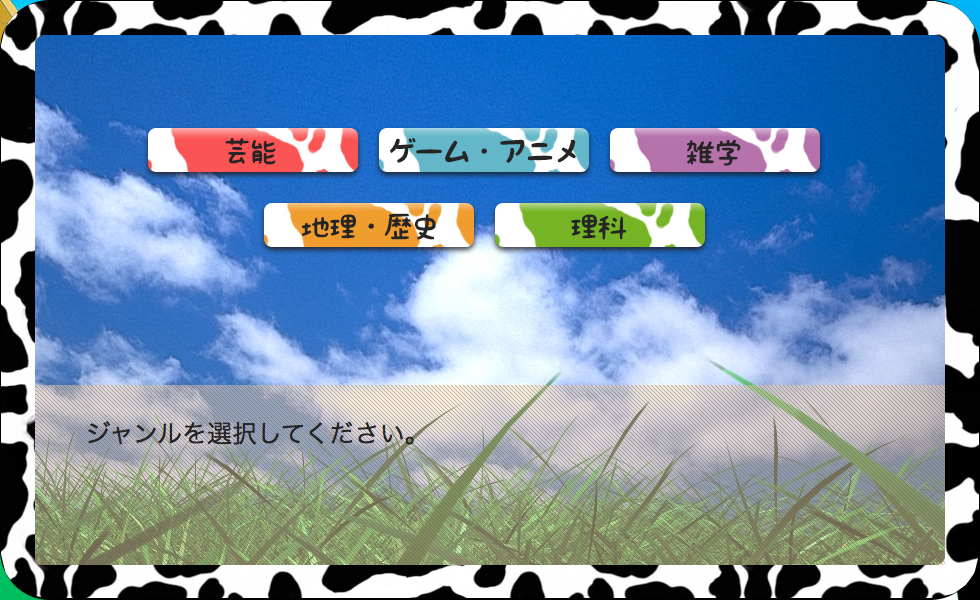 芸能
ゲーム・アニメ
雑学
地理・歴史
理科
ジャンルを選択してください。